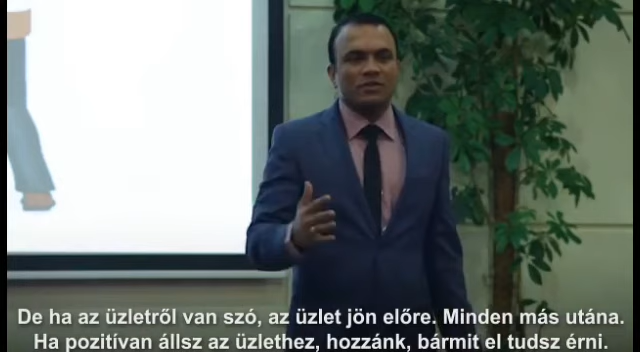 De ha az üzletről van szó, az üzlet jön előre. Minden más utána.
Ha pozitívan állsz az üzlethez, hozzánk, bármit el tudsz érni.